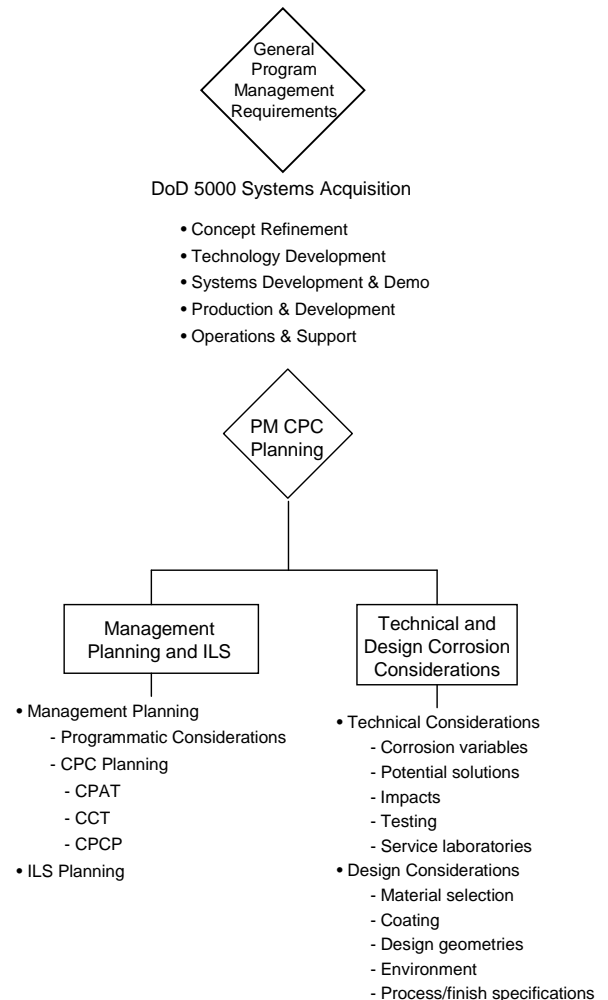 General
Program
Management
Requirements
DoD 5000 Systems Acquisition
• Concept Refinement
• Technology Development
• Systems Development & Demo
• Production & Development
• Operations & Support
PM CPC
Planning
Management
Planning and ILS
• Management Planning
- Programmatic Considerations
- CPC Planning
- CPAT
- CCT
- CPCP
• ILS Planning
Technical and
Design Corrosion
Considerations
• Technical Considerations
- Corrosion variables
- Potential solutions
- Impacts
- Testing
- Service laboratories
• Design Considerations
- Material selection
- Coating
- Design geometries
- Environment
- Process/finish specifications